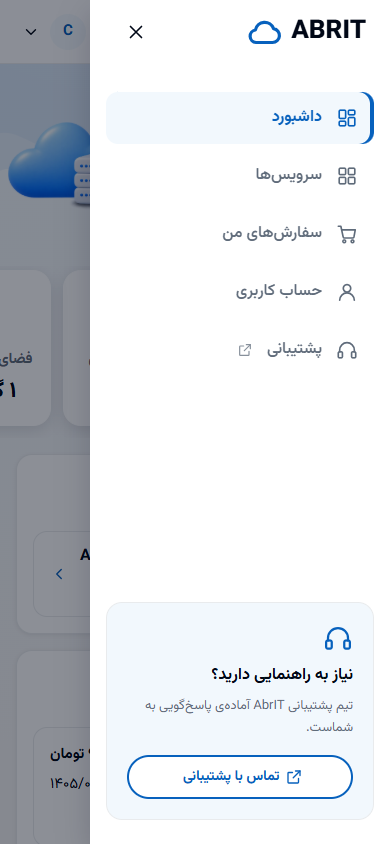 ABRIT
C
داشبورد
سرویس‌ها
سفارش‌های من
حساب کاربری
پشتیبانی
فضای
۱
A
تومان
نیاز به راهنمایی دارید؟
تیم پشتیبانی AbrIT آماده‌ی پاسخ‌گویی به
شماست.
تماس با پشتیبانی